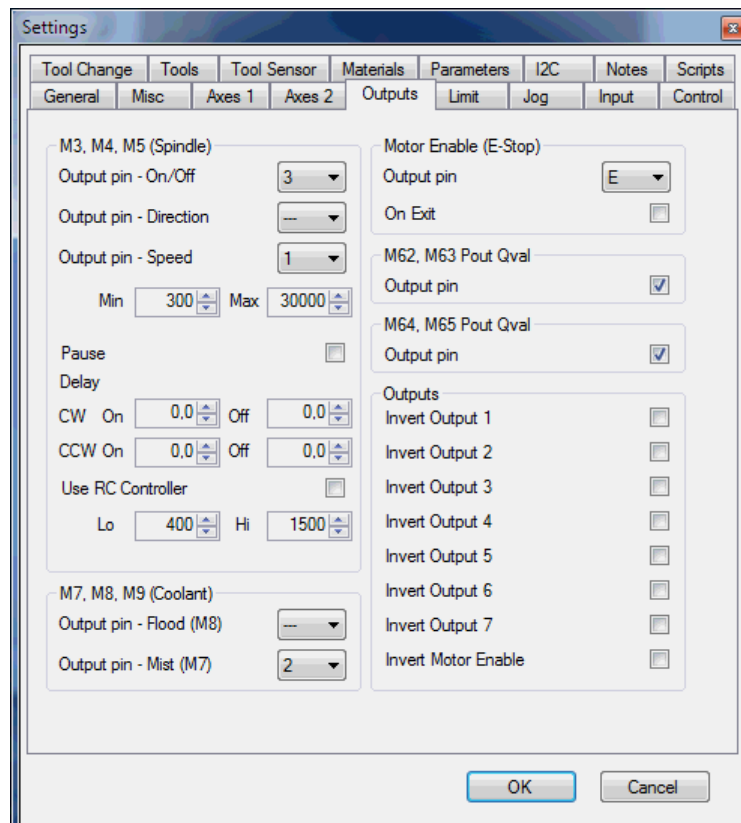 Settings
Tool Change Tools Tool Sensor Materials Parameters I2C Notes Scripts
General Misc Axes 1 Axes 2 Outputs Limit Jog Input Control
M3, M4, M5 (Spindle)
Output pin - On/Off 3
Output pin - Direction ---
Output pin - Speed 1
Min 300 Max 30000
Pause
Delay
CW On 0,0 Off 0,0
CCW On 0,0 Off 0,0
Use RC Controller
Lo 400 Hi 1500
M7, M8, M9 (Coolant)
Output pin - Flood (M8) ---
Output pin - Mist (M7) 2
Motor Enable (E-Stop)
Output pin E
On Exit
M62, M63 Pout Qval
Output pin
M64, M65 Pout Qval
Output pin
Outputs
Invert Output 1
Invert Output 2
Invert Output 3
Invert Output 4
Invert Output 5
Invert Output 6
Invert Output 7
Invert Motor Enable
OK Cancel